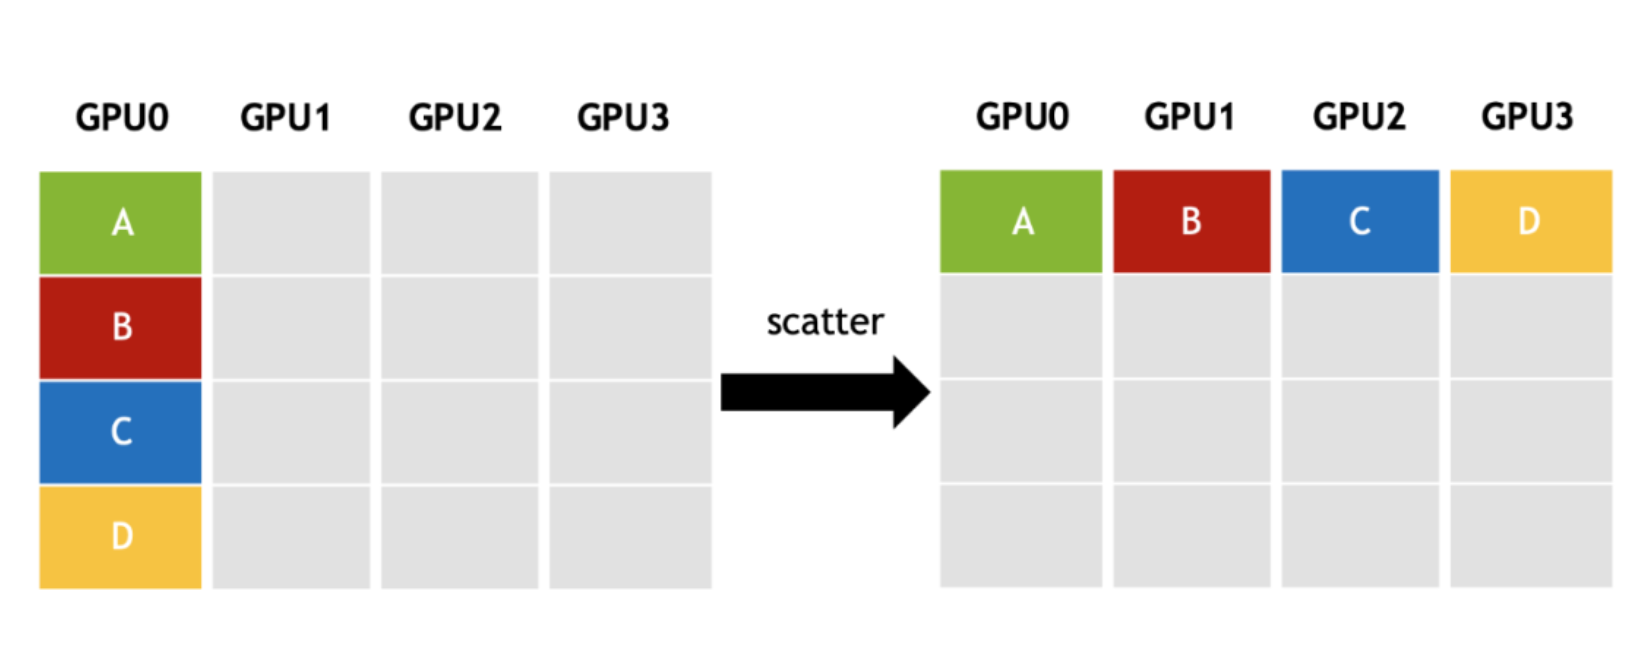 GPU0 GPU1 GPU2 GPU3
A
B
C
D
scatter
GPU0 GPU1 GPU2 GPU3
A B C D